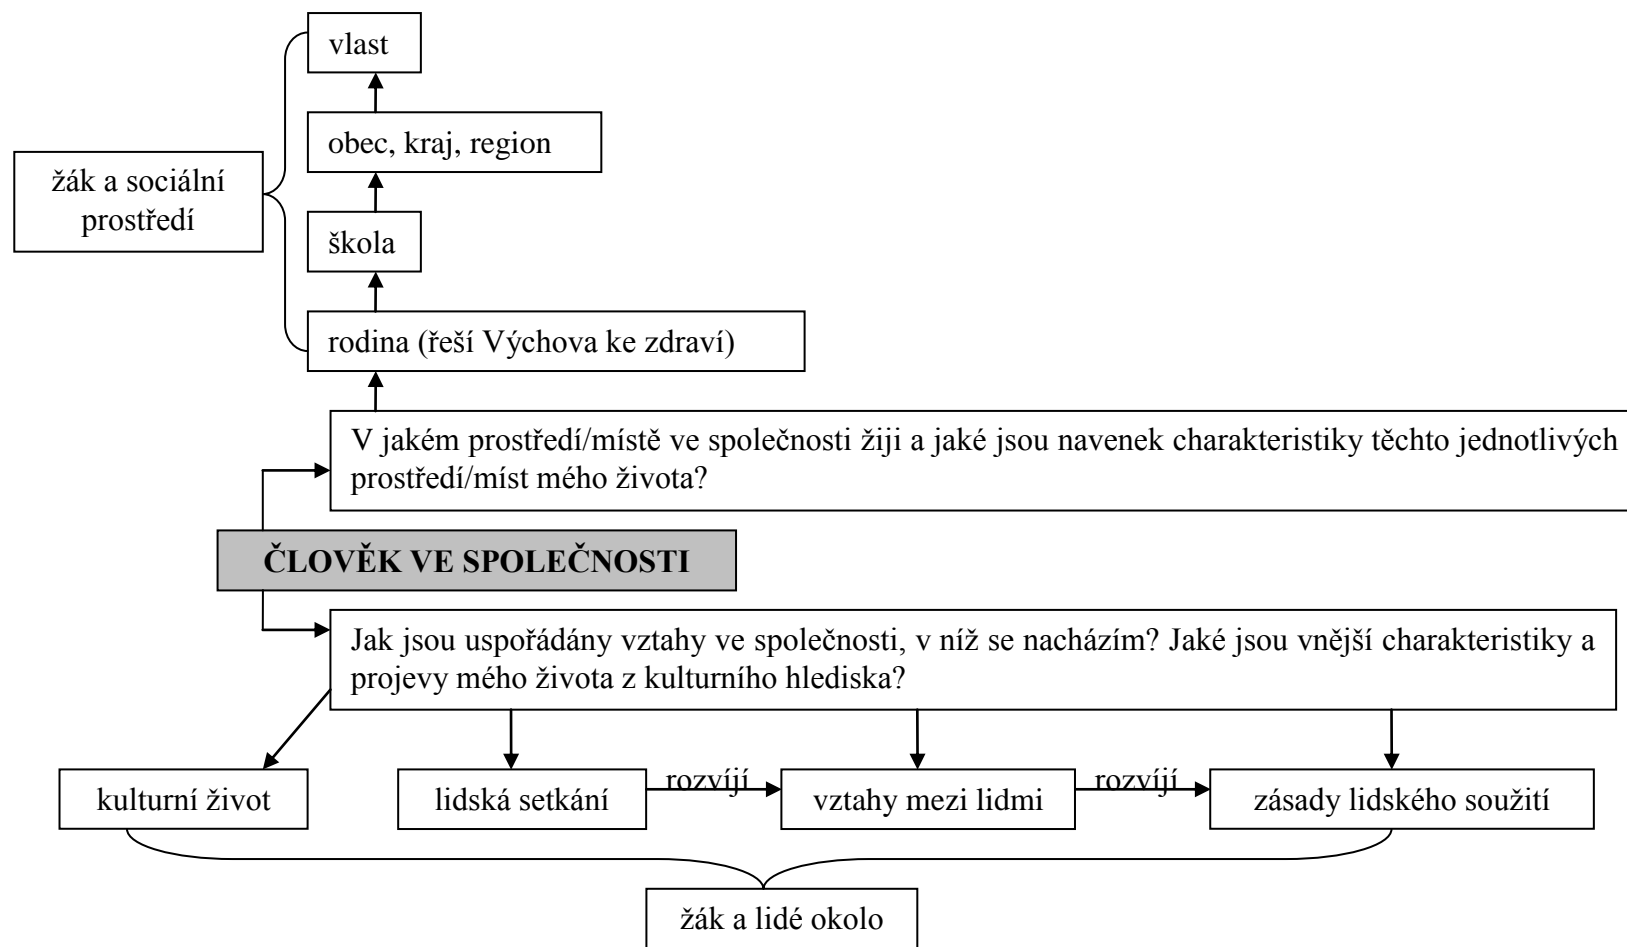 vlast
obec, kraj, region
žák a sociální
prostředí
škola
rodina (řeší Výchova ke zdraví)
V jakém prostředí/místě ve společnosti žiji a jaké jsou navenek charakteristiky těchto jednotlivých
prostředí/míst mého života?
ČLOVĚK VE SPOLEČNOSTI
Jak jsou uspořádány vztahy ve společnosti, v níž se nacházím? Jaké jsou vnější charakteristiky a
projevy mého života z kulturního hlediska?
kulturní život
lidská setkání
rozvíjí
vztahy mezi lidmi
rozvíjí
zásady lidského soužití
žák a lidé okolo